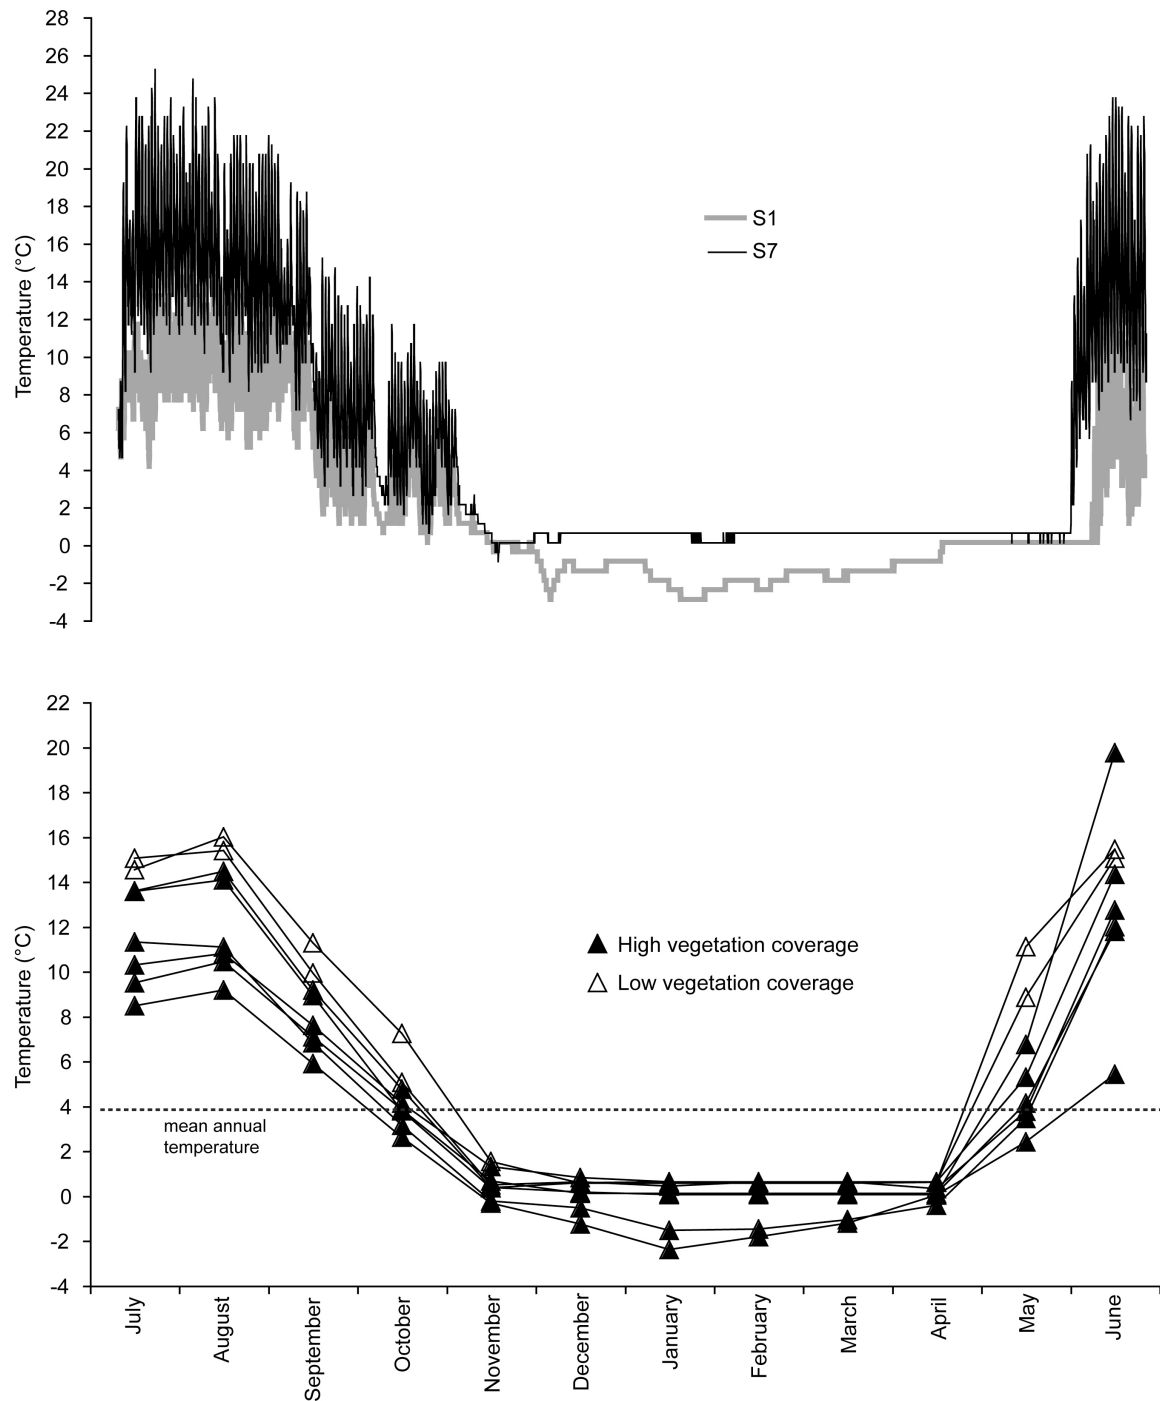 28
26
24
22
20
18
16
14
12
10
8
6
4
2
0
-2
-4
Temperature (°C)
S1
S7
22
20
18
16
14
12
10
8
6
4
2
0
-2
-4
Temperature (°C)
High vegetation coverage
Low vegetation coverage
mean annual
temperature
July
August
September
October
November
December
January
February
March
April
May
June